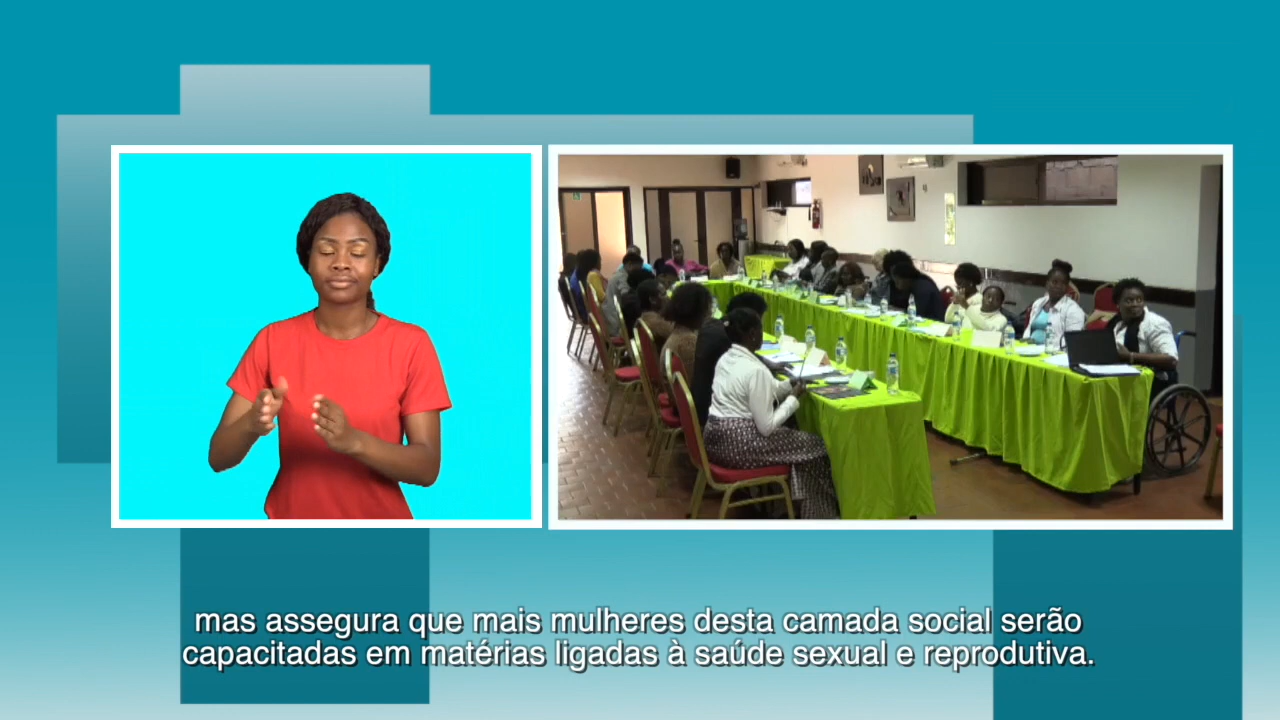 mas assegura que mais mulheres desta camada social serão
capacitadas em matérias ligadas à saúde sexual e reprodutiva.